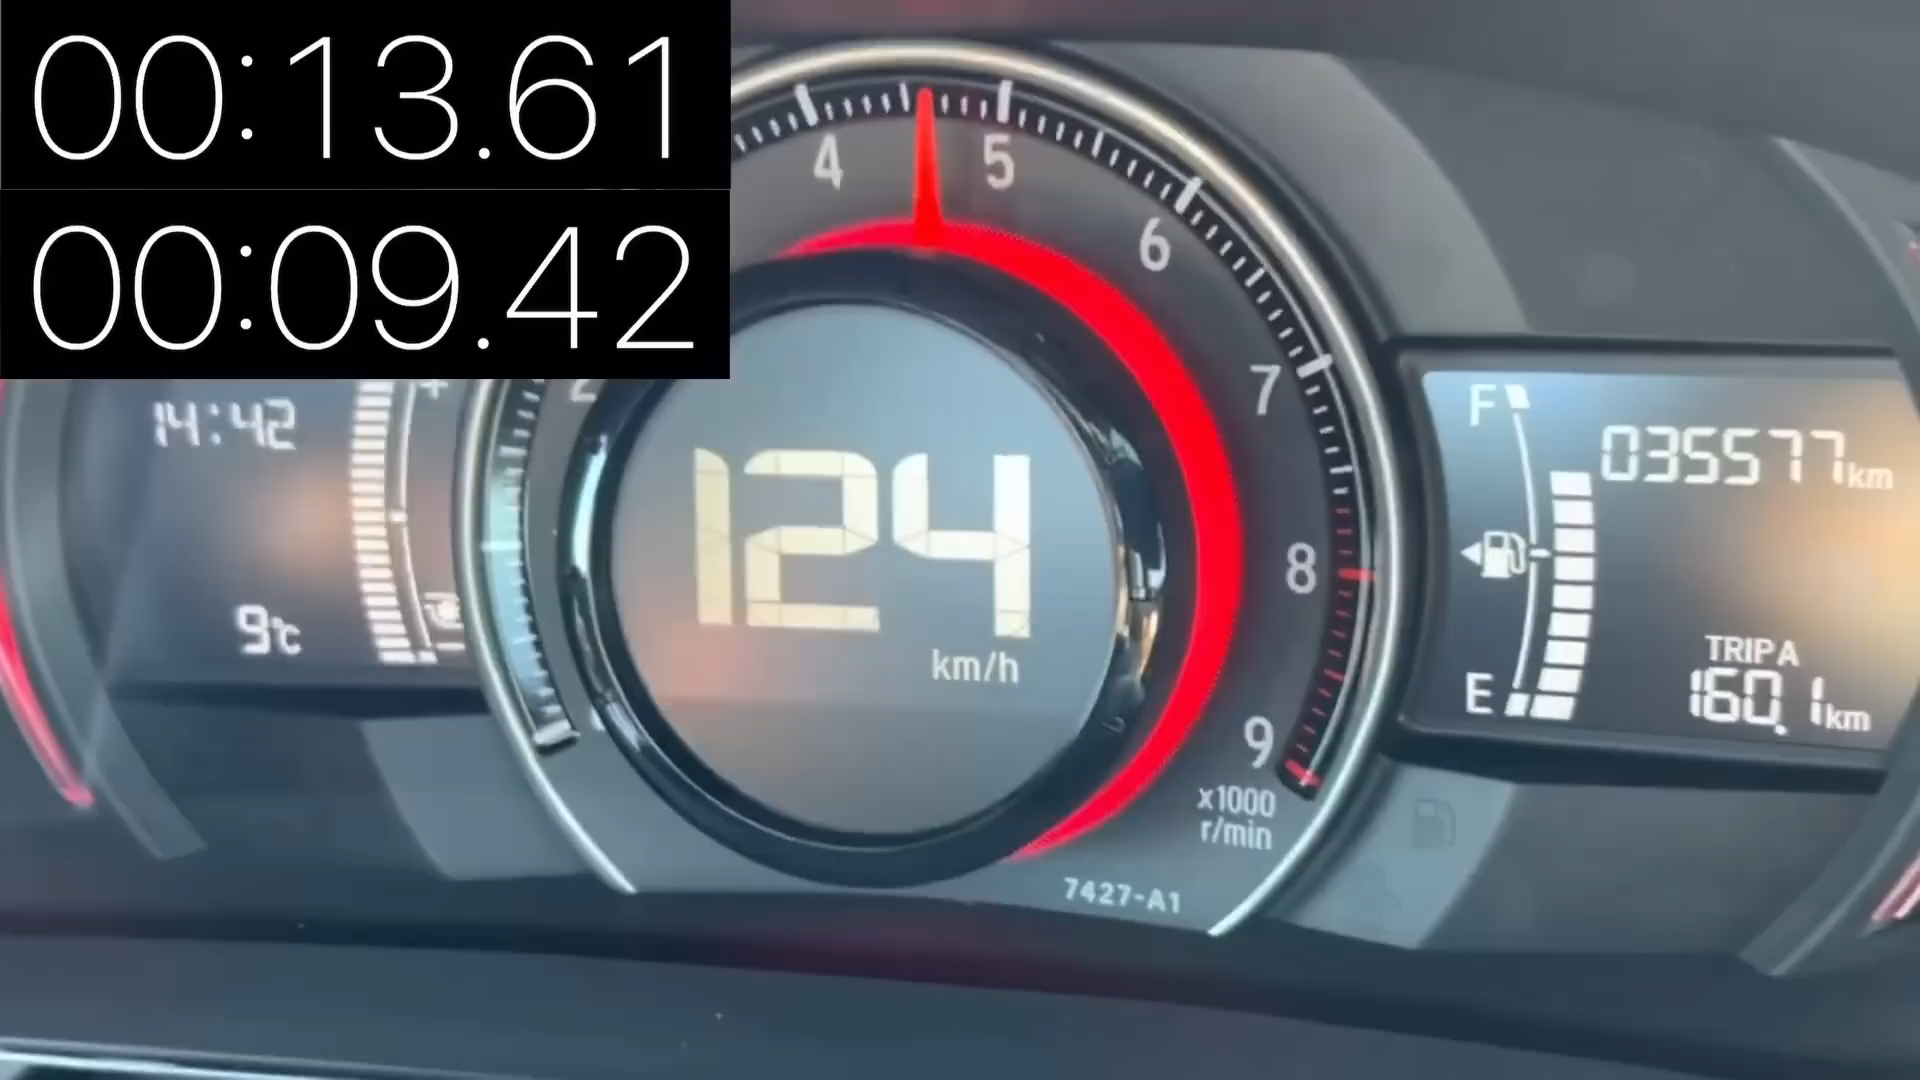 00:13.61
00:09.42
4
5
6
7
8
9
2
x1000
r/min
7427-A1
14:42
+
9°c
124
km/h
F
035577km
E
TRIP A
160.1km